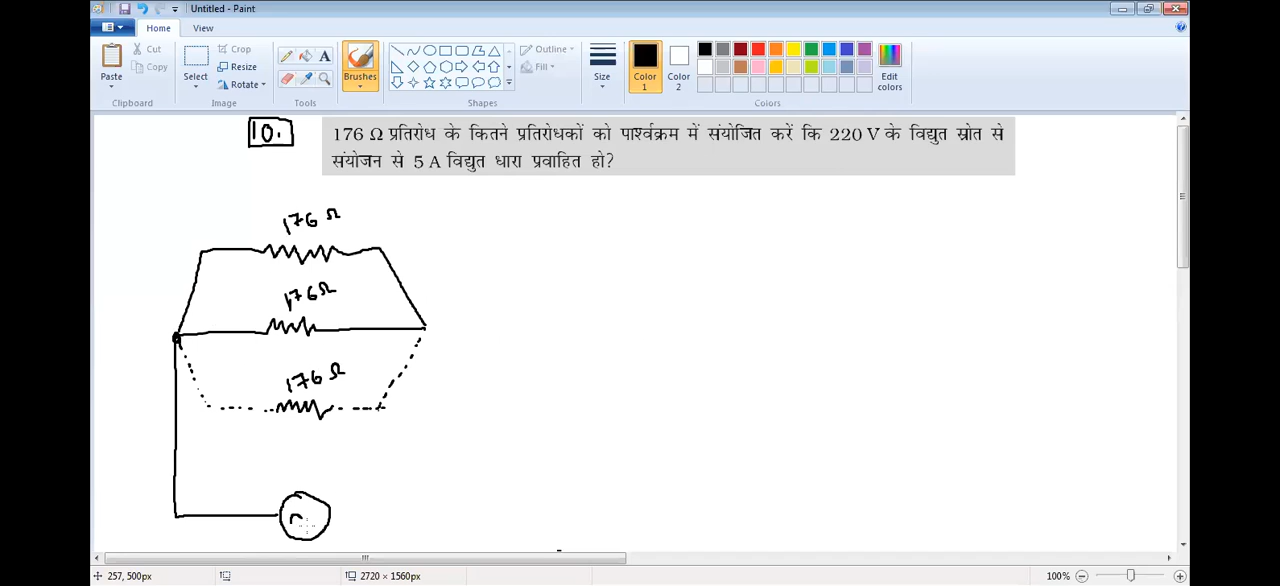 Untitled - Paint
Home View
Paste
Cut
Copy
Clipboard
Select
Crop
Resize
Rotate
Image
A
Tools
Brushes
Outline
Fill
Shapes
Size
Color 1
Color 2
Edit colors
Colors
10.
176 Ω प्रतिरोध के कितने प्रतिरोधकों को पार्श्वक्रम में संयोजित करें कि 220 V के विद्युत स्रोत से
संयोजन से 5 A विद्युत धारा प्रवाहित हो?
176 Ω
176 Ω
176 Ω
257, 500px
2720 × 1560px
100%